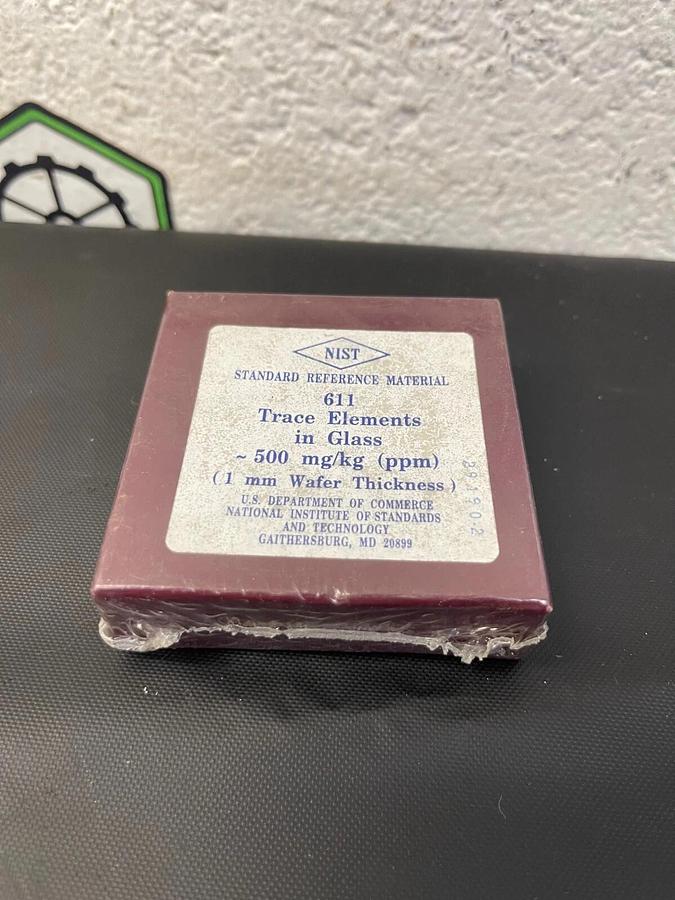 NIST
STANDARD REFERENCE MATERIAL
611
Trace Elements
in Glass
~ 500 mg/kg (ppm)
( 1 mm Wafer Thickness )
U.S. DEPARTMENT OF COMMERCE
NATIONAL INSTITUTE OF STANDARDS
AND TECHNOLOGY
GAITHERSBURG, MD 20899